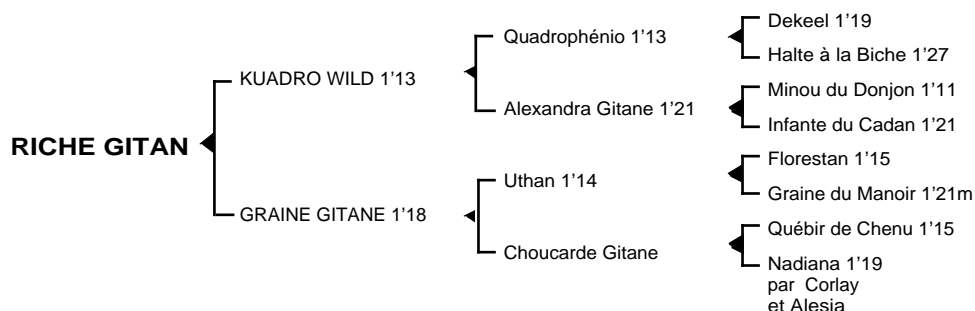 RICHE GITAN
KUADRO WILD 1’13
GRAINE GITANE 1’18
Quadrophénio 1’13
Alexandra Gitane 1’21
Uthan 1’14
Choucarde Gitane
Dekeel 1’19
Halte à la Biche 1’27
Minou du Donjon 1’11
Infante du Cadan 1’21
Florestan 1’15
Graine du Manoir 1’21m
Québir de Chenu 1’15
Nadiana 1’19
par Corlay
et Alesia